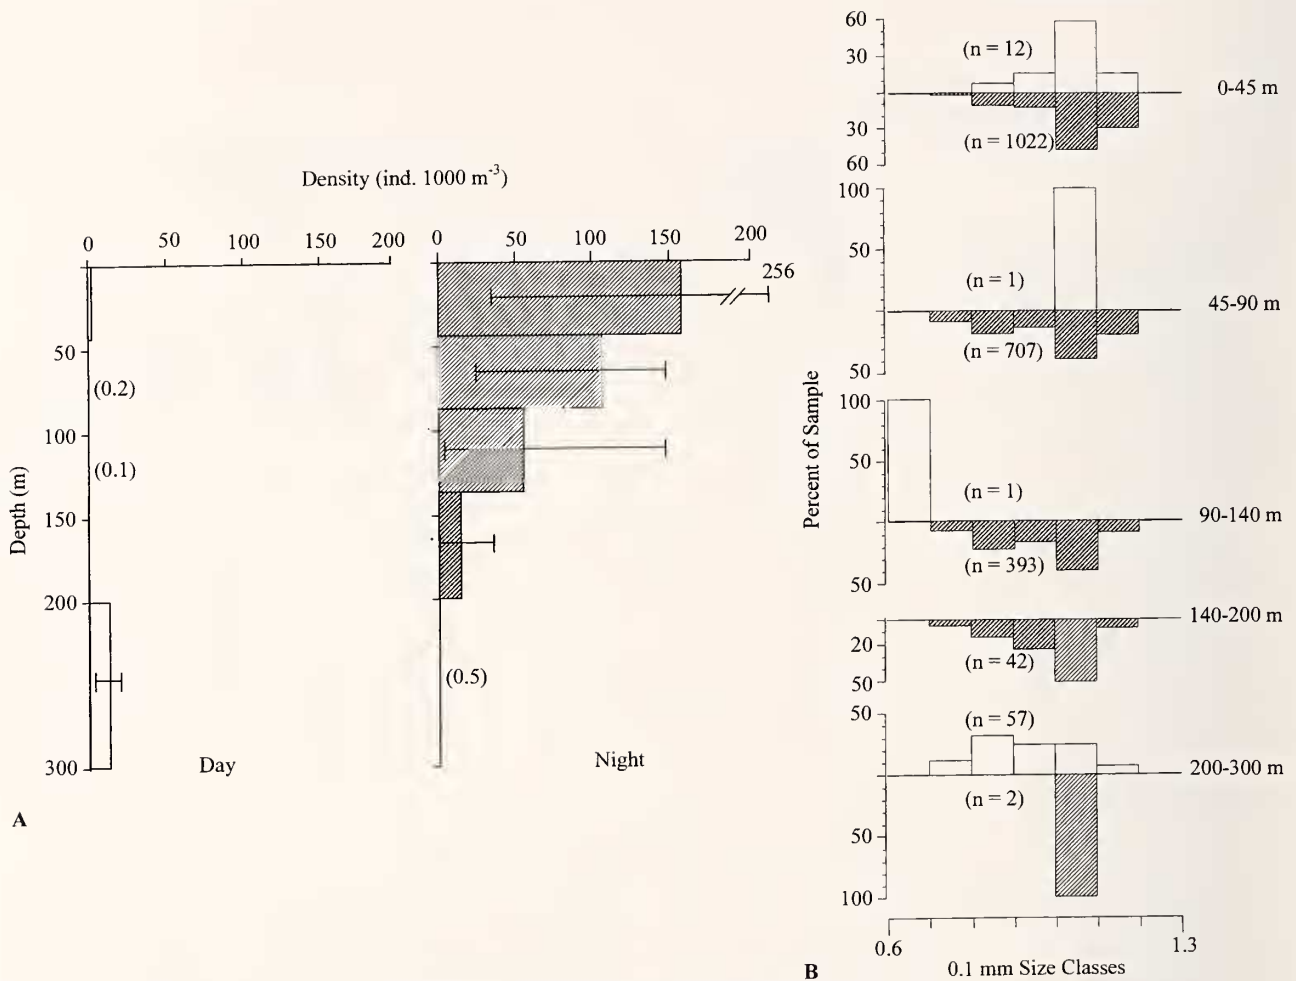 Density (ind. 1000 m-3)
0 50 100 150 200
0 50 100 150 200
256
50
100
150
200
300
Depth (m)
(0.2)
(0.1)
(0.5)
Day
Night
A
60
30
30
60
(n = 12)
(n = 1022)
0-45 m
100
50
50
(n = 1)
(n = 707)
45-90 m
100
50
50
(n = 1)
(n = 393)
90-140 m
20
50
(n = 42)
140-200 m
50
50
100
(n = 57)
(n = 2)
200-300 m
Percent of Sample
0.6
1.3
0.1 mm Size Classes
B